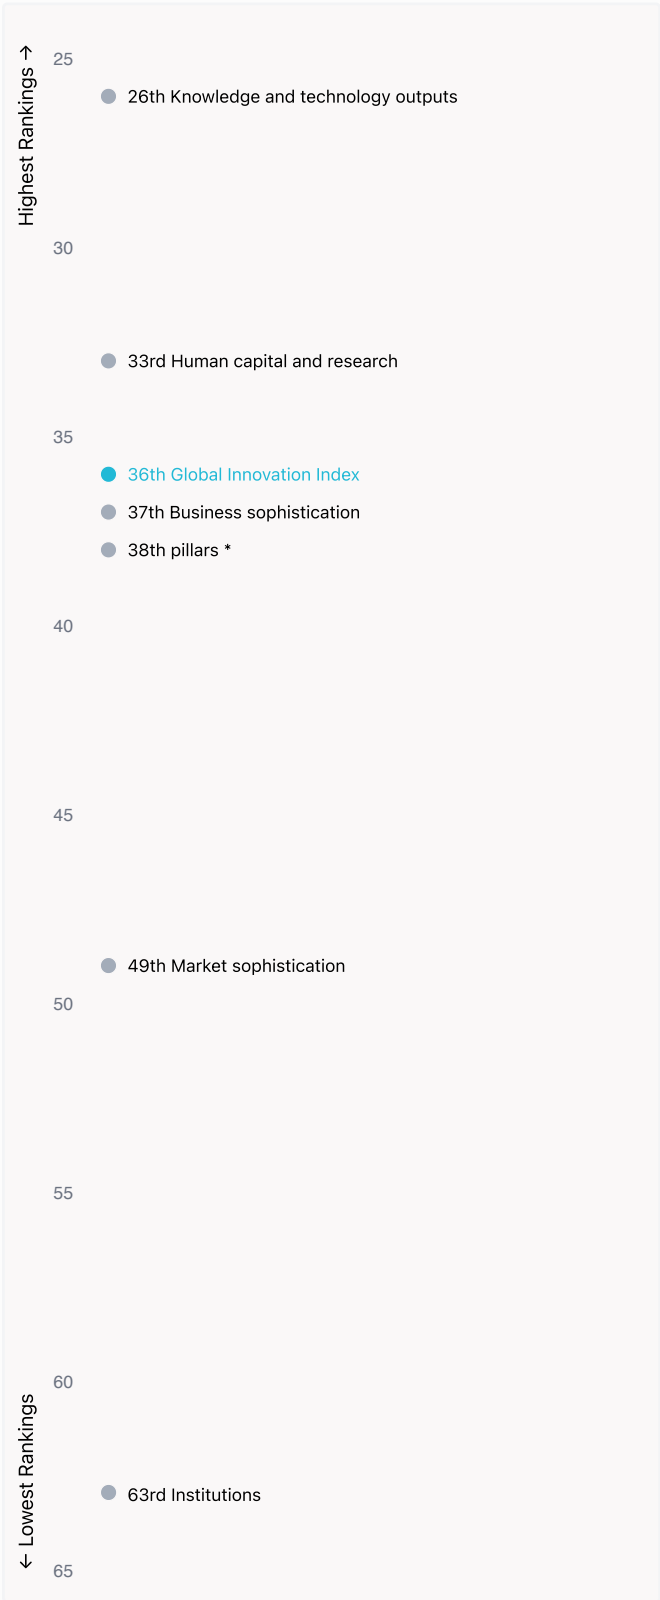 Highest Rankings →
25
26th Knowledge and technology outputs
30
33rd Human capital and research
35
36th Global Innovation Index
37th Business sophistication
38th pillars *
40
45
49th Market sophistication
50
55
60
← Lowest Rankings
63rd Institutions
65